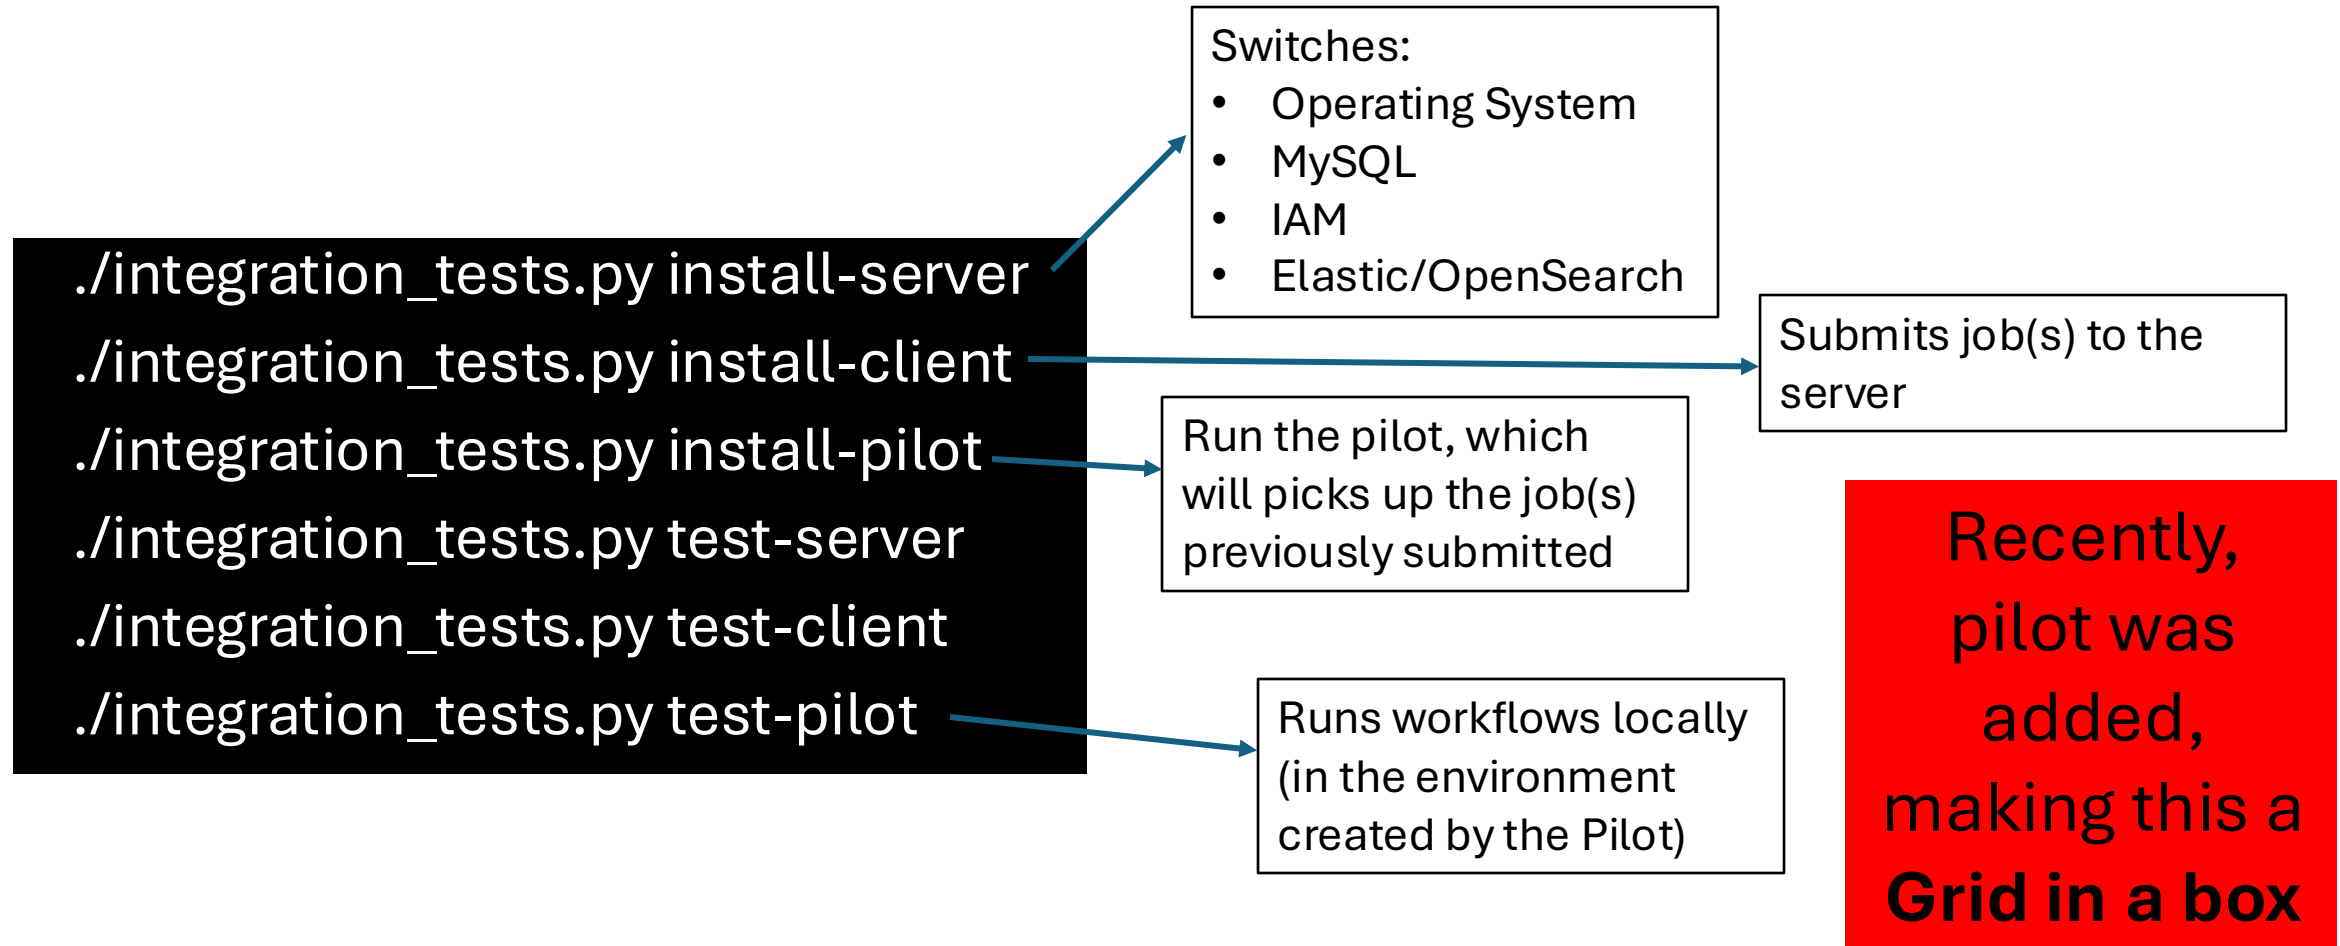 Switches:
• Operating System
• MySQL
• IAM
• Elastic/OpenSearch
./integration_tests.py install-server
./integration_tests.py install-client
./integration_tests.py install-pilot
./integration_tests.py test-server
./integration_tests.py test-client
./integration_tests.py test-pilot
Submits job(s) to the
server
Run the pilot, which
will picks up the job(s)
previously submitted
Runs workflows locally
(in the environment
created by the Pilot)
Recently,
pilot was
added,
making this a
Grid in a box